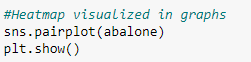 #Heatmap visualized in graphs
sns.pairplot(abalone)
plt.show()